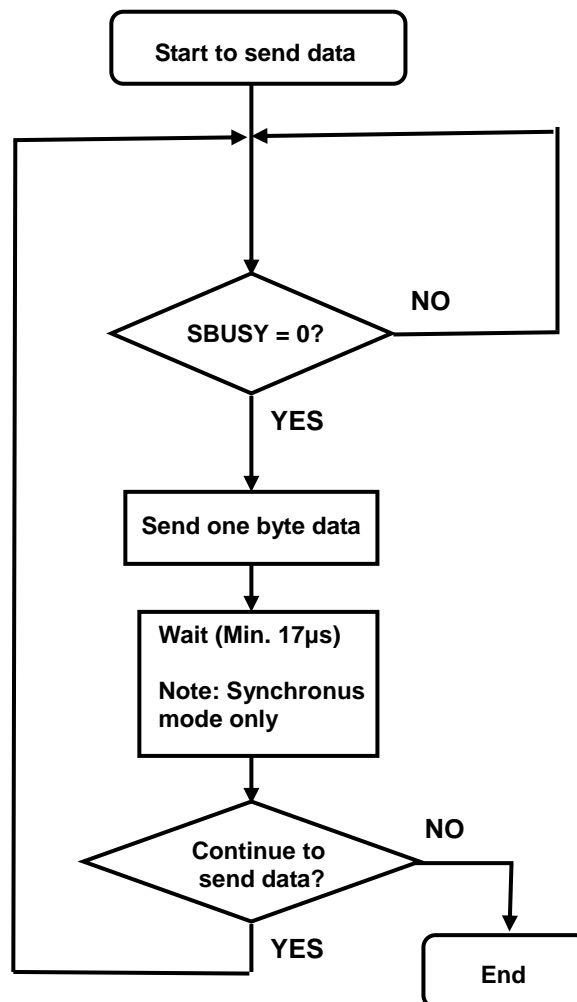 Start to send data
NO
SBUSY = 0?
YES
Send one byte data
Wait (Min. 17µs)
Note: Synchronus
mode only
NO
Continue to
send data?
YES
End